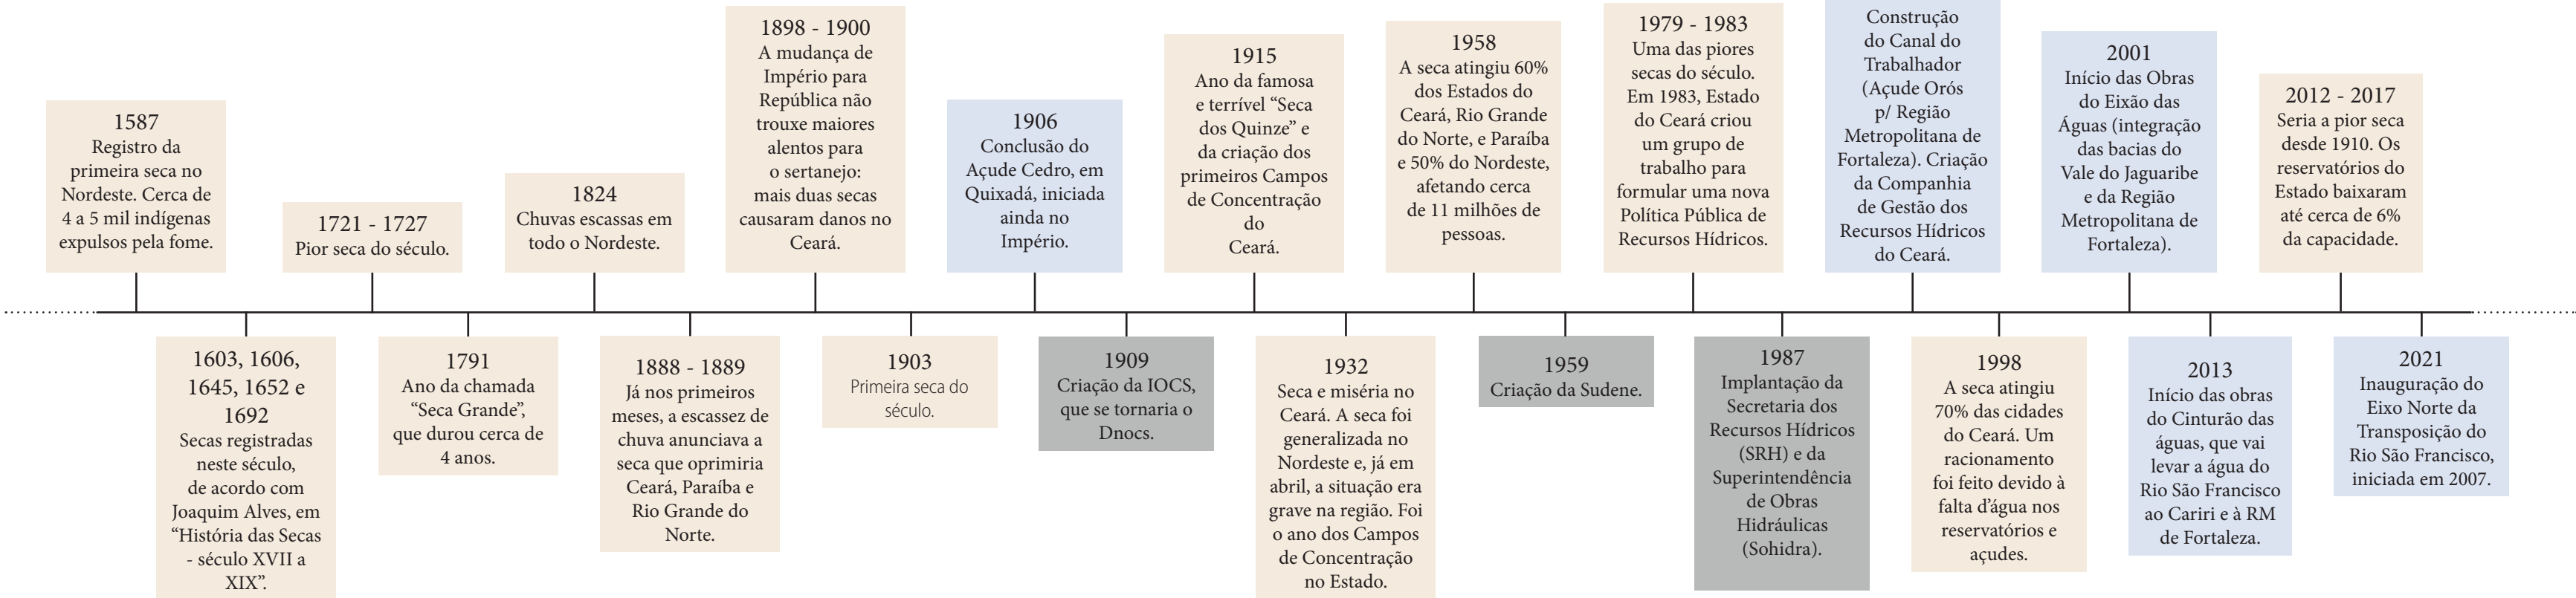 1587
Registro da
primeira seca no
Nordeste. Cerca de
4 a 5 mil indígenas
expulsos pela fome.
1603, 1606,
1645, 1652 e
1692
Secas registradas
neste século,
de acordo com
Joaquim Alves, em
“História das Secas
- século XVII a
XIX”.
1721 - 1727
Pior seca do século.
1791
Ano da chamada
“Seca Grande”,
que durou cerca de
4 anos.
1824
Chuvas escassas em
todo o Nordeste.
1888 - 1889
Já nos primeiros
meses, a escassez de
chuva anunciava a
seca que oprimiria
Ceará, Paraíba e
Rio Grande do
Norte.
1898 - 1900
A mudança de
Império para
República não
trouxe maiores
alentos para
o sertanejo:
mais duas secas
causaram danos no
Ceará.
1903
Primeira seca do
século.
1906
Conclusão do
Açude Cedro, em
Quixadá, iniciada
ainda no
Império.
1909
Criação da IOCS,
que se tornaria o
Dnocs.
1915
Ano da famosa
e terrível “Seca
dos Quinze” e
da criação dos
primeiros Campos
de Concentração
do
Ceará.
1932
Seca e miséria no
Ceará. A seca foi
generalizada no
Nordeste e, já em
abril, a situação era
grave na região. Foi
o ano dos Campos
de Concentração
no Estado.
1958
A seca atingiu 60%
dos Estados do
Ceará, Rio Grande
do Norte, e Paraíba
e 50% do Nordeste,
afetando cerca
de 11 milhões de
pessoas.
1959
Criação da Sudene.
1979 - 1983
Uma das piores
secas do século.
Em 1983, Estado
do Ceará criou
um grupo de
trabalho para
formular uma nova
Política Pública de
Recursos Hídricos.
1987
Implantação da
Secretaria dos
Recursos Hídricos
(SRH) e da
Superintendência
de Obras
Hidráulicas
(Sohidra).
Construção
do Canal do
Trabalhador
(Açude Orós
p/ Região
Metropolitana de
Fortaleza). Criação
da Companhia
de Gestão dos
Recursos Hídricos
do Ceará.
1998
A seca atingiu
70% das cidades
do Ceará. Um
racionamento
foi feito devido à
falta d’água nos
reservatórios e
açudes.
2001
Início das Obras
do Eixão das
Águas (integração
das bacias do
Vale do Jaguaribe
e da Região
Metropolitana de
Fortaleza).
2013
Início das obras
do Cinturão das
águas, que vai
levar a água do
Rio São Francisco
ao Cariri e à RM
de Fortaleza.
2012 - 2017
Seria a pior seca
desde 1910. Os
reservatórios do
Estado baixaram
até cerca de 6%
da capacidade.
2021
Inauguração do
Eixo Norte da
Transposição do
Rio São Francisco,
iniciada em 2007.